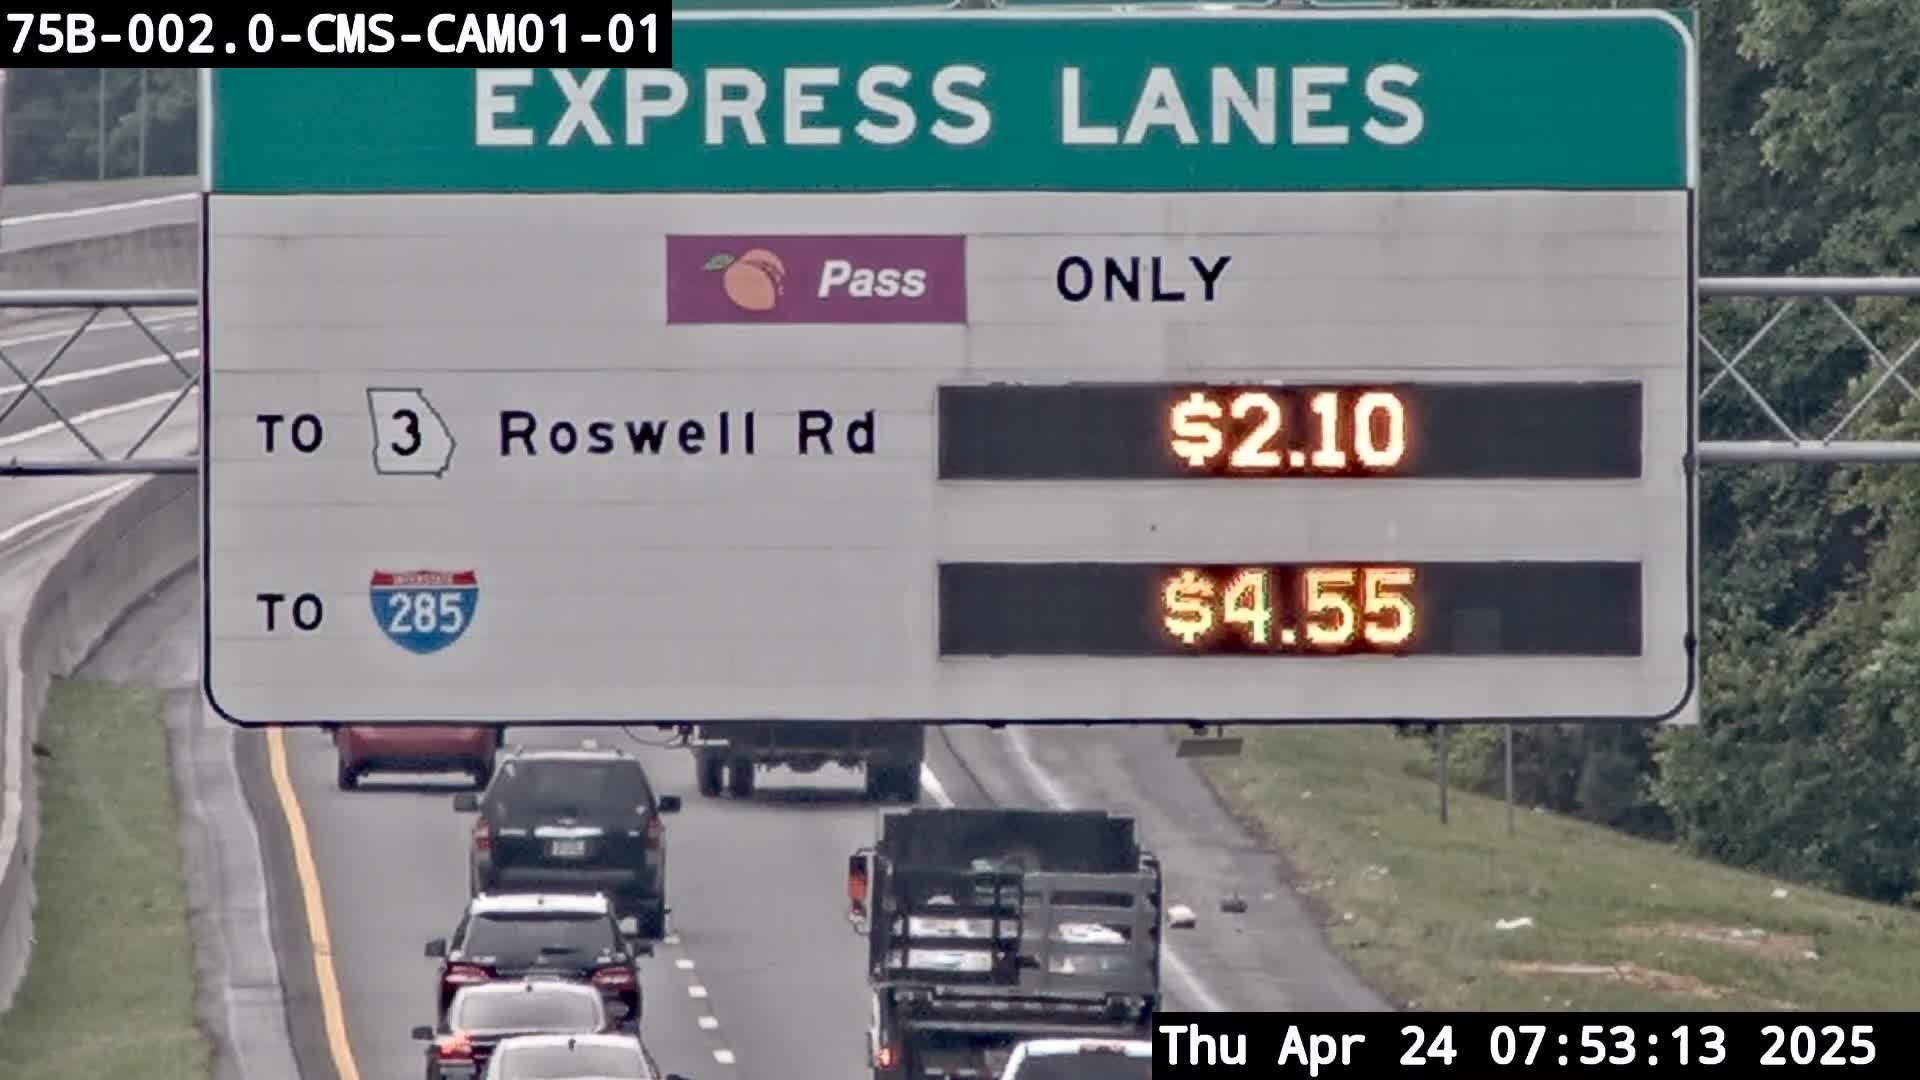 75B-002.0-CMS-CAM01-01
EXPRESS LANES
Pass ONLY
TO 3 Roswell Rd $2.10
INTERSTATE
TO 285 $4.55
Thu Apr 24 07:53:13 2025